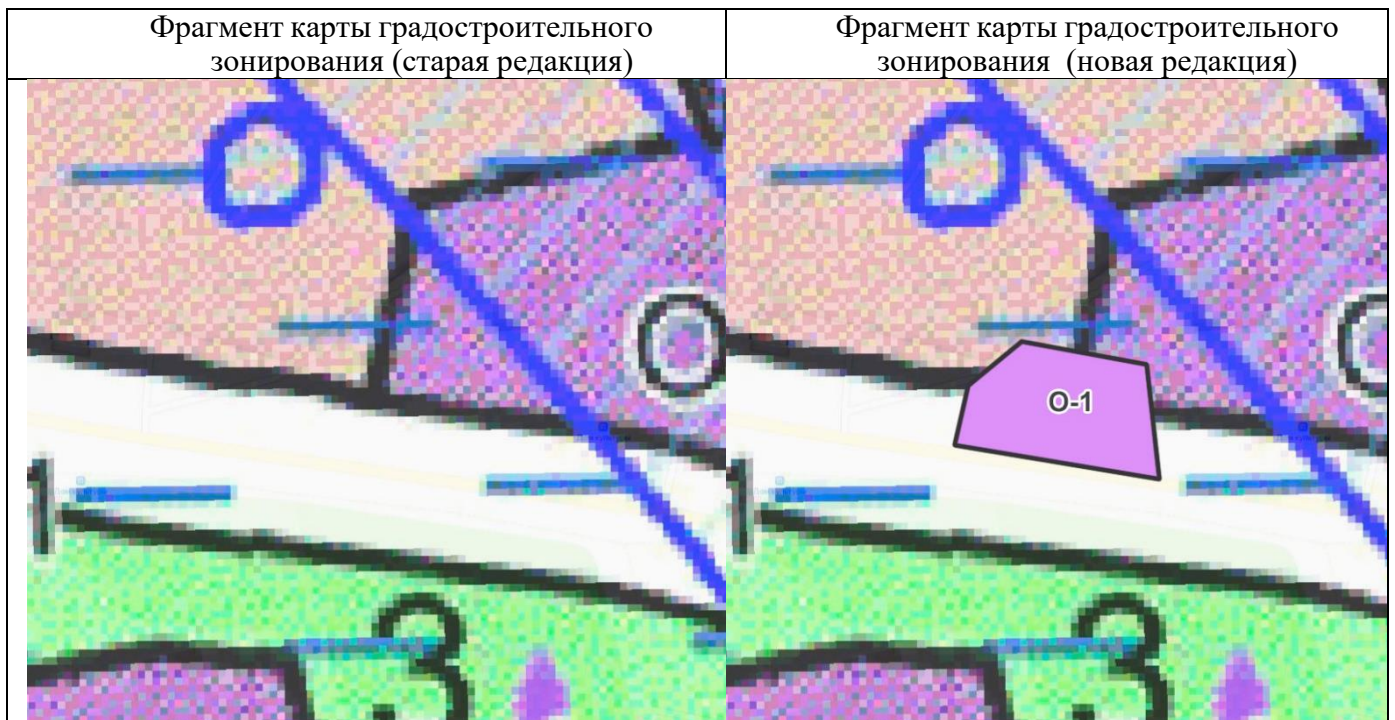 Фрагмент карты градостроительного
зонирования (старая редакция)
Фрагмент карты градостроительного
зонирования (новая редакция)
О-1